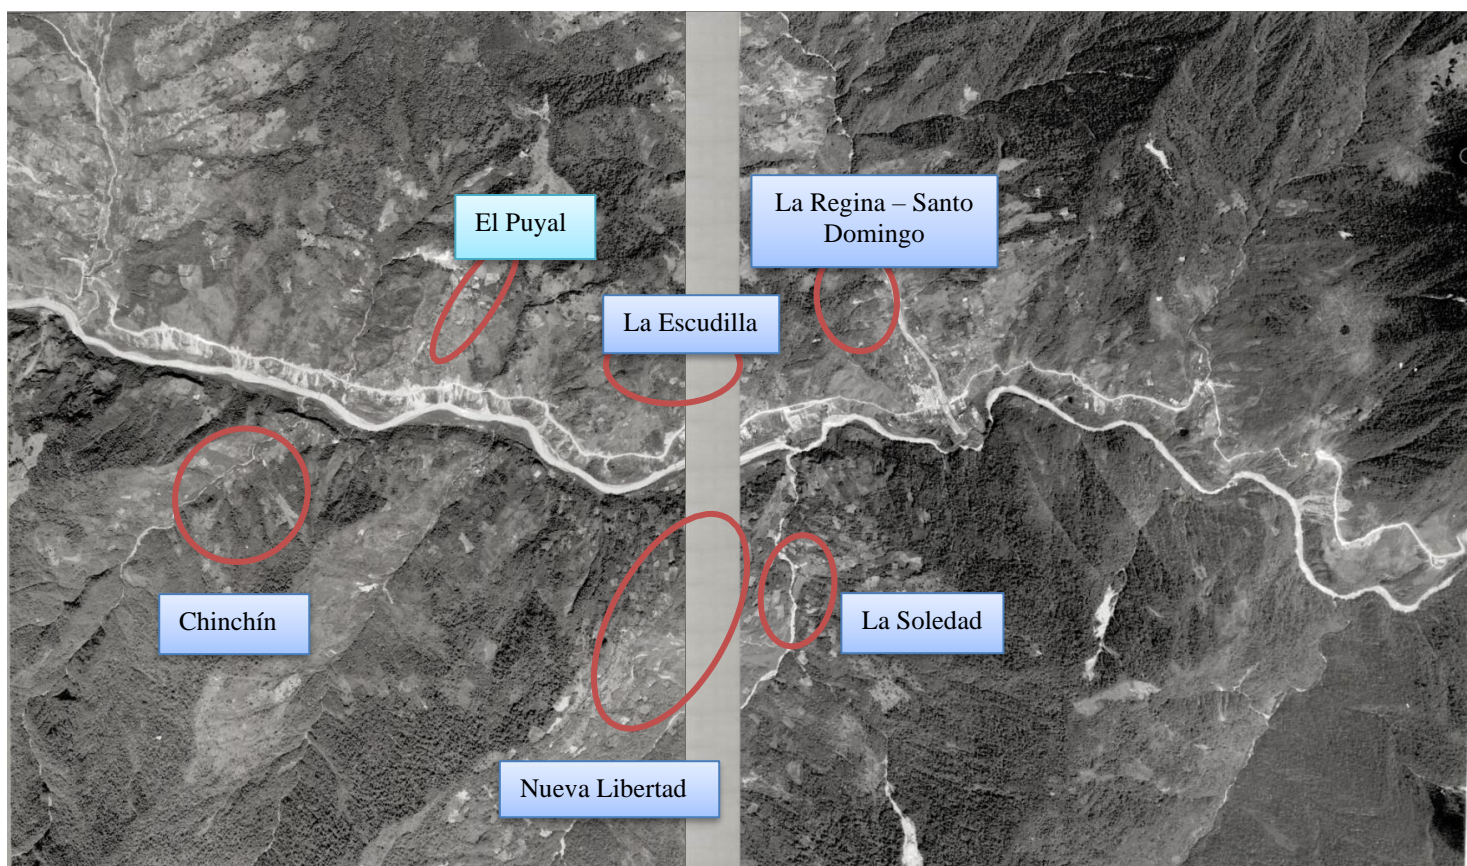 El Puyal
La Regina – Santo
Domingo
La Escudilla
Chinchín
La Soledad
Nueva Libertad